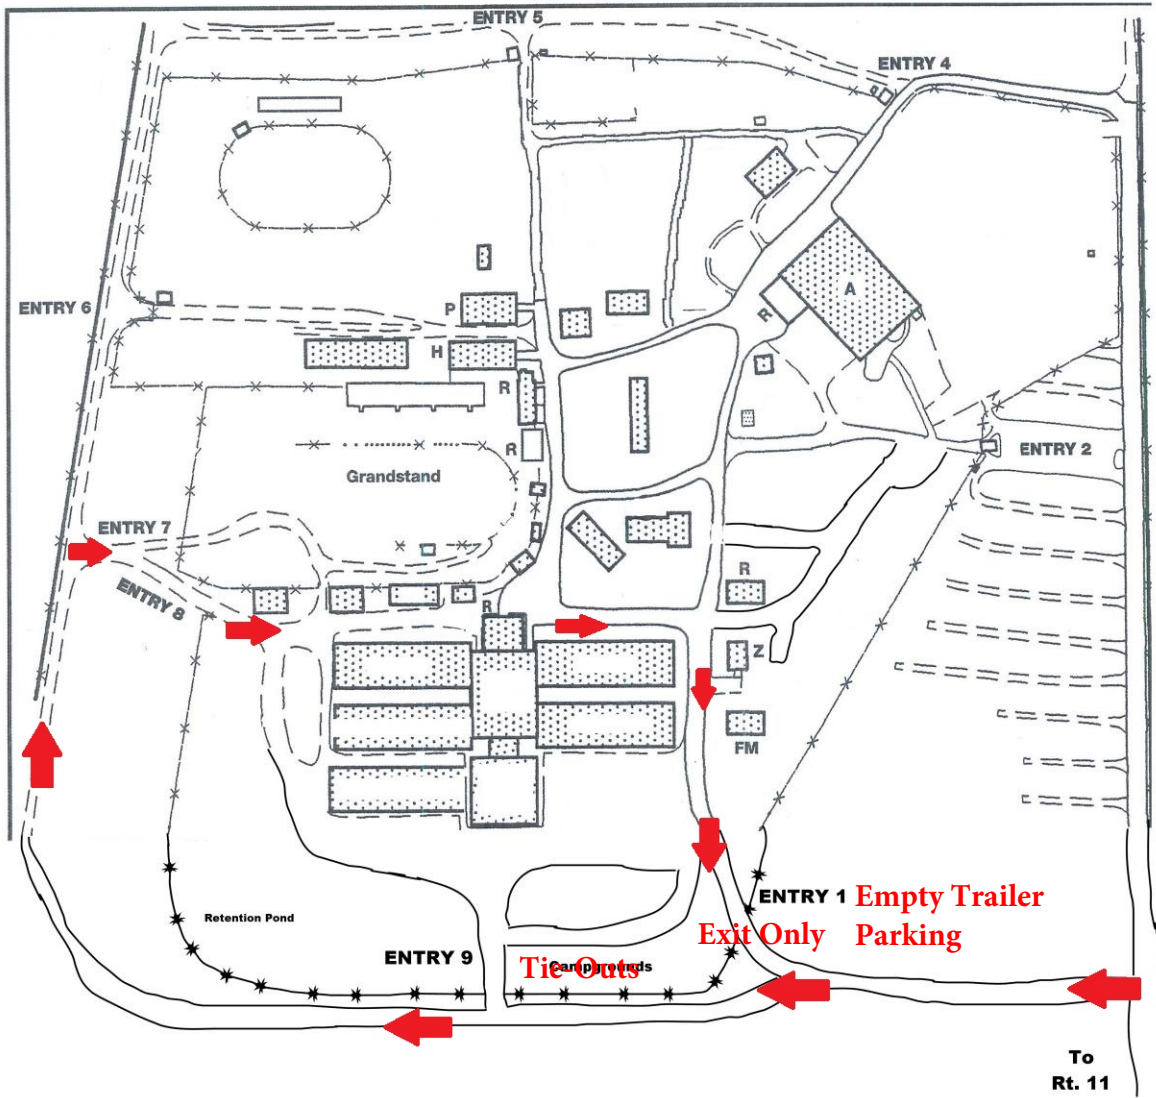 ENTRY 5
ENTRY 4
A
R
ENTRY 6
P
H
R
R
ENTRY 2
Grandstand
ENTRY 7
ENTRY 8
R
R
Z
FM
ENTRY 1
Empty Trailer
Parking
Exit Only
Retention Pond
ENTRY 9
Campgrounds
Tie-Outs
To
Rt. 11